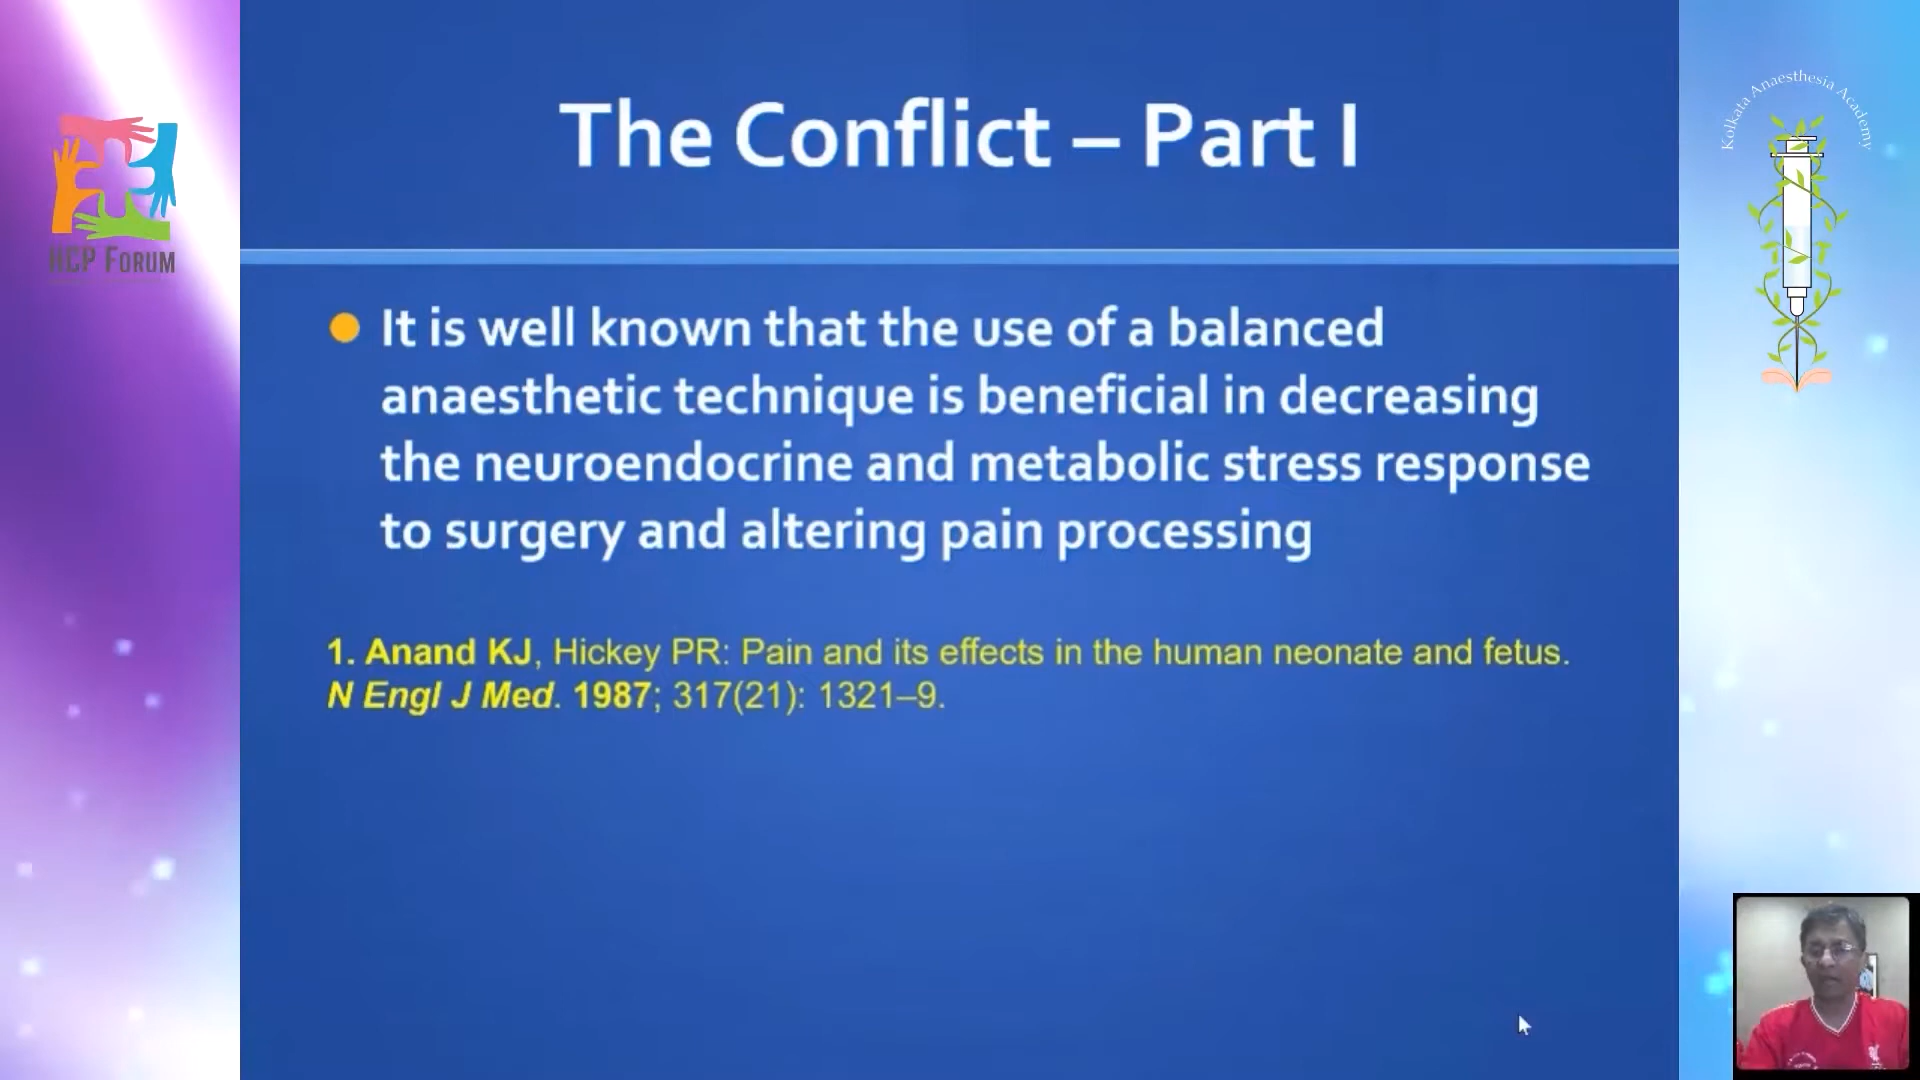 The Conflict – Part I
HCP FORUM
Kolkata Anaesthesia Academy
It is well known that the use of a balanced
anaesthetic technique is beneficial in decreasing
the neuroendocrine and metabolic stress response
to surgery and altering pain processing
1. Anand KJ, Hickey PR: Pain and its effects in the human neonate and fetus.
N Engl J Med. 1987; 317(21): 1321–9.